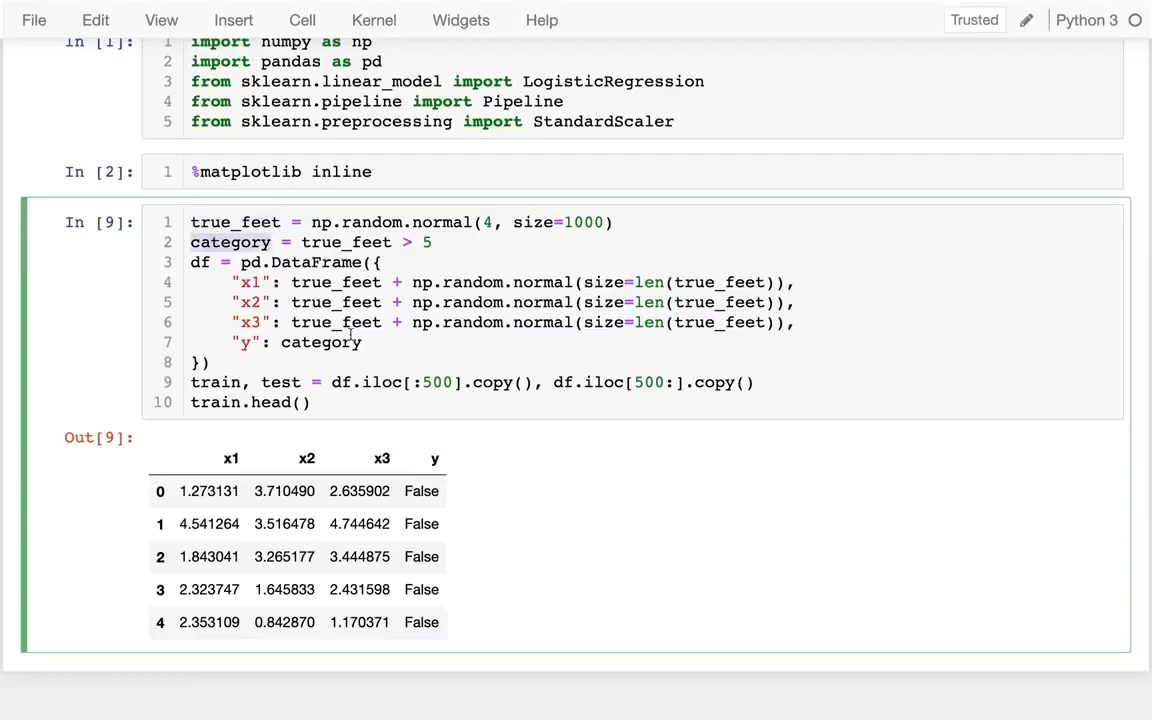 File Edit View Insert Cell Kernel Widgets Help Trusted Python 3
In [1]: 1 import numpy as np
2 import pandas as pd
3 from sklearn.linear_model import LogisticRegression
4 from sklearn.pipeline import Pipeline
5 from sklearn.preprocessing import StandardScaler
In [2]: 1 %matplotlib inline
In [9]: 1 true_feet = np.random.normal(4, size=1000)
2 category = true_feet > 5
3 df = pd.DataFrame({
4 "x1": true_feet + np.random.normal(size=len(true_feet)),
5 "x2": true_feet + np.random.normal(size=len(true_feet)),
6 "x3": true_feet + np.random.normal(size=len(true_feet)),
7 "y": category
8 })
9 train, test = df.iloc[:500].copy(), df.iloc[500:].copy()
10 train.head()
Out[9]:
x1 x2 x3 y
0 1.273131 3.710490 2.635902 False
1 4.541264 3.516478 4.744642 False
2 1.843041 3.265177 3.444875 False
3 2.323747 1.645833 2.431598 False
4 2.353109 0.842870 1.170371 False